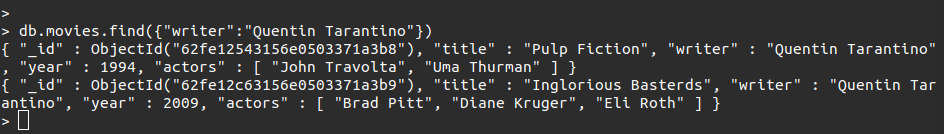 >
> db.movies.find({"writer":"Quentin Tarantino"})
{ "_id" : ObjectId("62fe12543156e0503371a3b8"), "title" : "Pulp Fiction", "writer" : "Quentin Tarantino"
, "year" : 1994, "actors" : [ "John Travolta", "Uma Thurman" ] }
{ "_id" : ObjectId("62fe12c63156e0503371a3b9"), "title" : "Inglorious Basterds", "writer" : "Quentin Tar
antino", "year" : 2009, "actors" : [ "Brad Pitt", "Diane Kruger", "Eli Roth" ] }
>